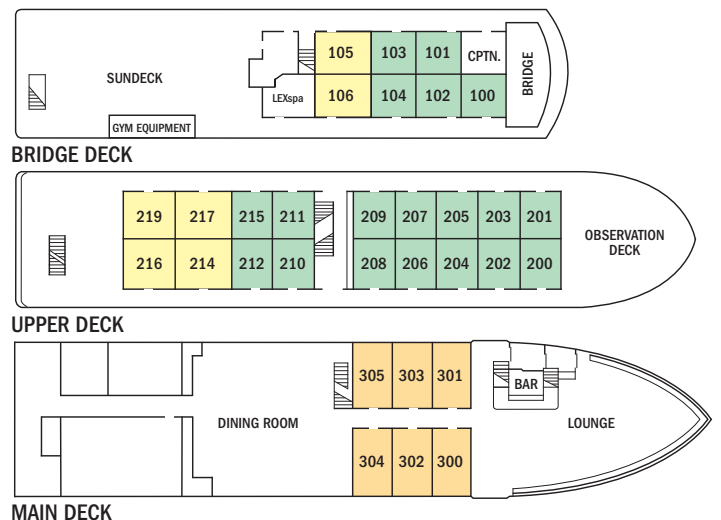 105 103 101 CPTN.
SUNDECK
BRIDGE
LEXspa 106 104 102 100
GYM EQUIPMENT
BRIDGE DECK
219 217 215 211 209 207 205 203 201
OBSERVATION
DECK
216 214 212 210 208 206 204 202 200
UPPER DECK
305 303 301
BAR
DINING ROOM
LOUNGE
304 302 300
MAIN DECK